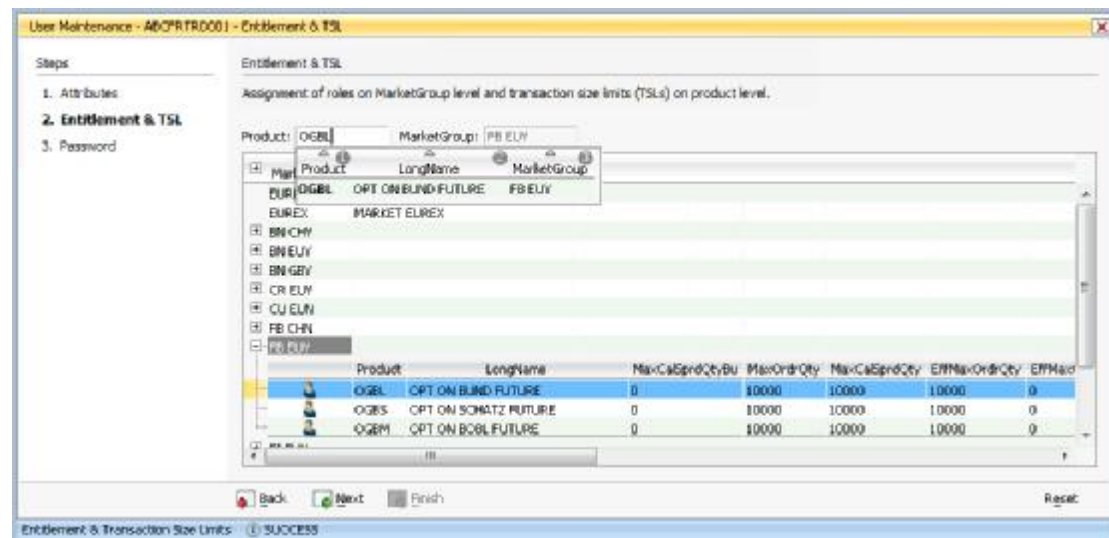 User Maintenance - ABCFRTRD001 - Entitlement & TSL
Steps
1. Attributes
2. Entitlement & TSL
3. Password
Entitlement & TSL
Assignment of roles on MarketGroup level and transaction size limits (TSLs) on product level.
Product: OGBL MarketGroup: FB EUY
Product 1 LongName 2 MarketGroup 3
OGBL OPT ON BUND FUTURE FB EUY
EUREX MARKET EUREX
BN CHY
BN EUY
BN GBY
CR EUY
CU EUN
FB CHN
FB EUY
Product LongName MaxCalSprdQtyBu MaxOrdrQty MaxCalSprdQty EffMaxOrdrQty
OGBL OPT ON BUND FUTURE 0 10000 10000 10000 0
OGBS OPT ON SCHATZ FUTURE 0 10000 10000 10000 0
OGBM OPT ON BOBL FUTURE 0 10000 10000 10000 0
Back Next Finish Reset
Entitlement & Transaction Size Limits SUCCESS